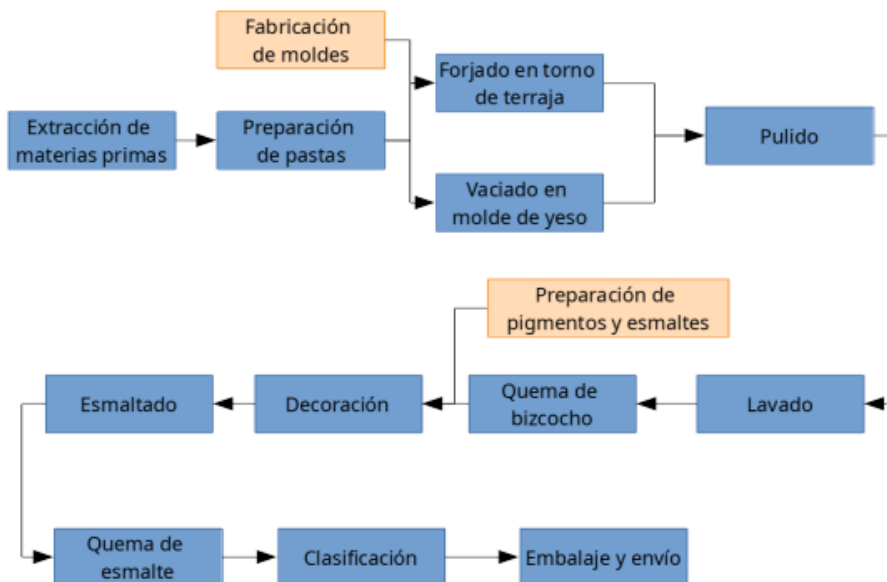 Fabricación
de moldes
Forjado en torno
de terraja
Extracción de
materias primas
Preparación
de pastas
Pulido
Vaciado en
molde de yeso
Preparación de
pigmentos y esmaltes
Esmaltado
Decoración
Quema de
bizcocho
Lavado
Quema de
esmalte
Clasificación
Embalaje y envío